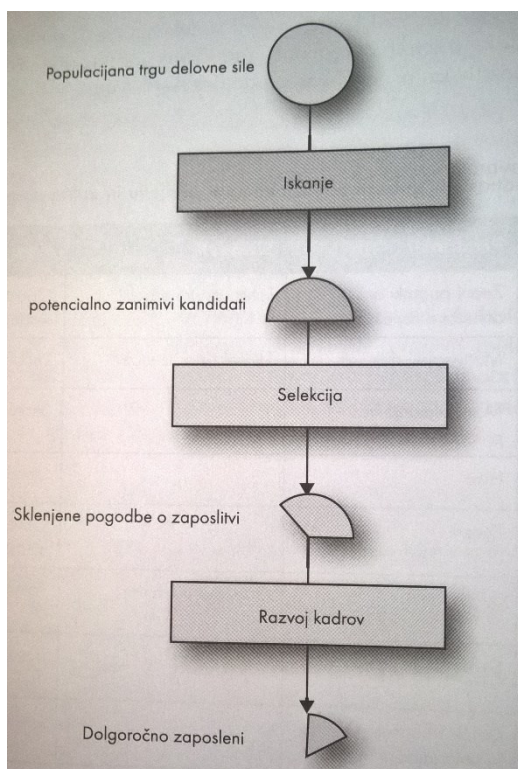 Populacijana trgu delovne sile
Iskanje
potencialno zanimivi kandidati
Selekcija
Sklenjene pogodbe o zaposlitvi
Razvoj kadrov
Dolgoročno zaposleni